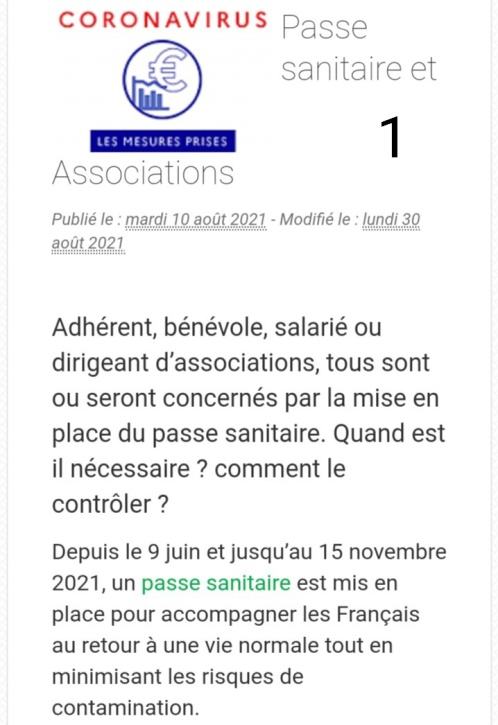 CORONAVIRUS
LES MESURES PRISES
Passe
sanitaire et
1
Associations
Publié le : mardi 10 août 2021 - Modifié le : lundi 30
août 2021
Adhérent, bénévole, salarié ou
dirigeant d’associations, tous sont
ou seront concernés par la mise en
place du passe sanitaire. Quand est
il nécessaire ? comment le
contrôler ?
Depuis le 9 juin et jusqu’au 15 novembre
2021, un passe sanitaire est mis en
place pour accompagner les Français
au retour à une vie normale tout en
minimisant les risques de
contamination.